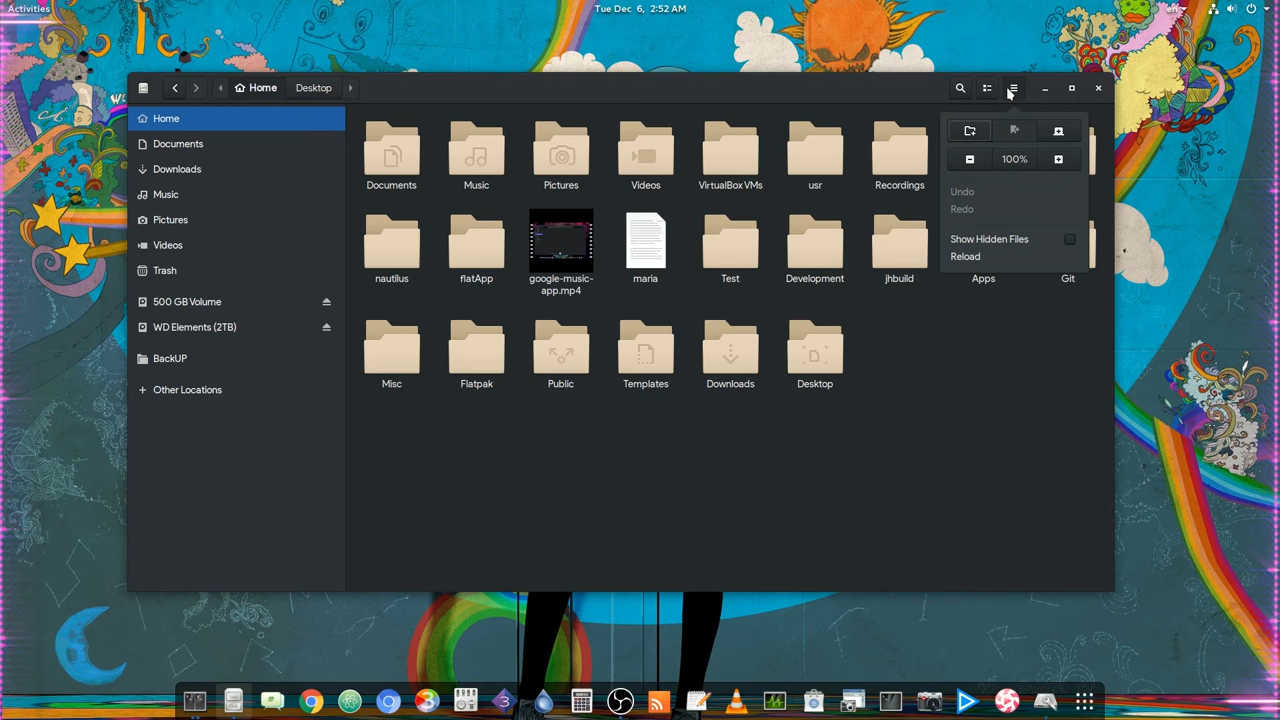 Activities
Tue Dec 6, 2:52 AM
en
Home
Desktop
Home
Documents
Downloads
Music
Pictures
Videos
Trash
500 GB Volume
WD Elements (2TB)
BackUP
Other Locations
Documents
Music
Pictures
Videos
VirtualBox VMs
usr
Recordings
nautilus
flatApp
google-music-
app.mp4
maria
Test
Development
jhbuild
Apps
Git
Misc
Flatpak
Public
Templates
Downloads
Desktop
100%
Undo
Redo
Show Hidden Files
Reload